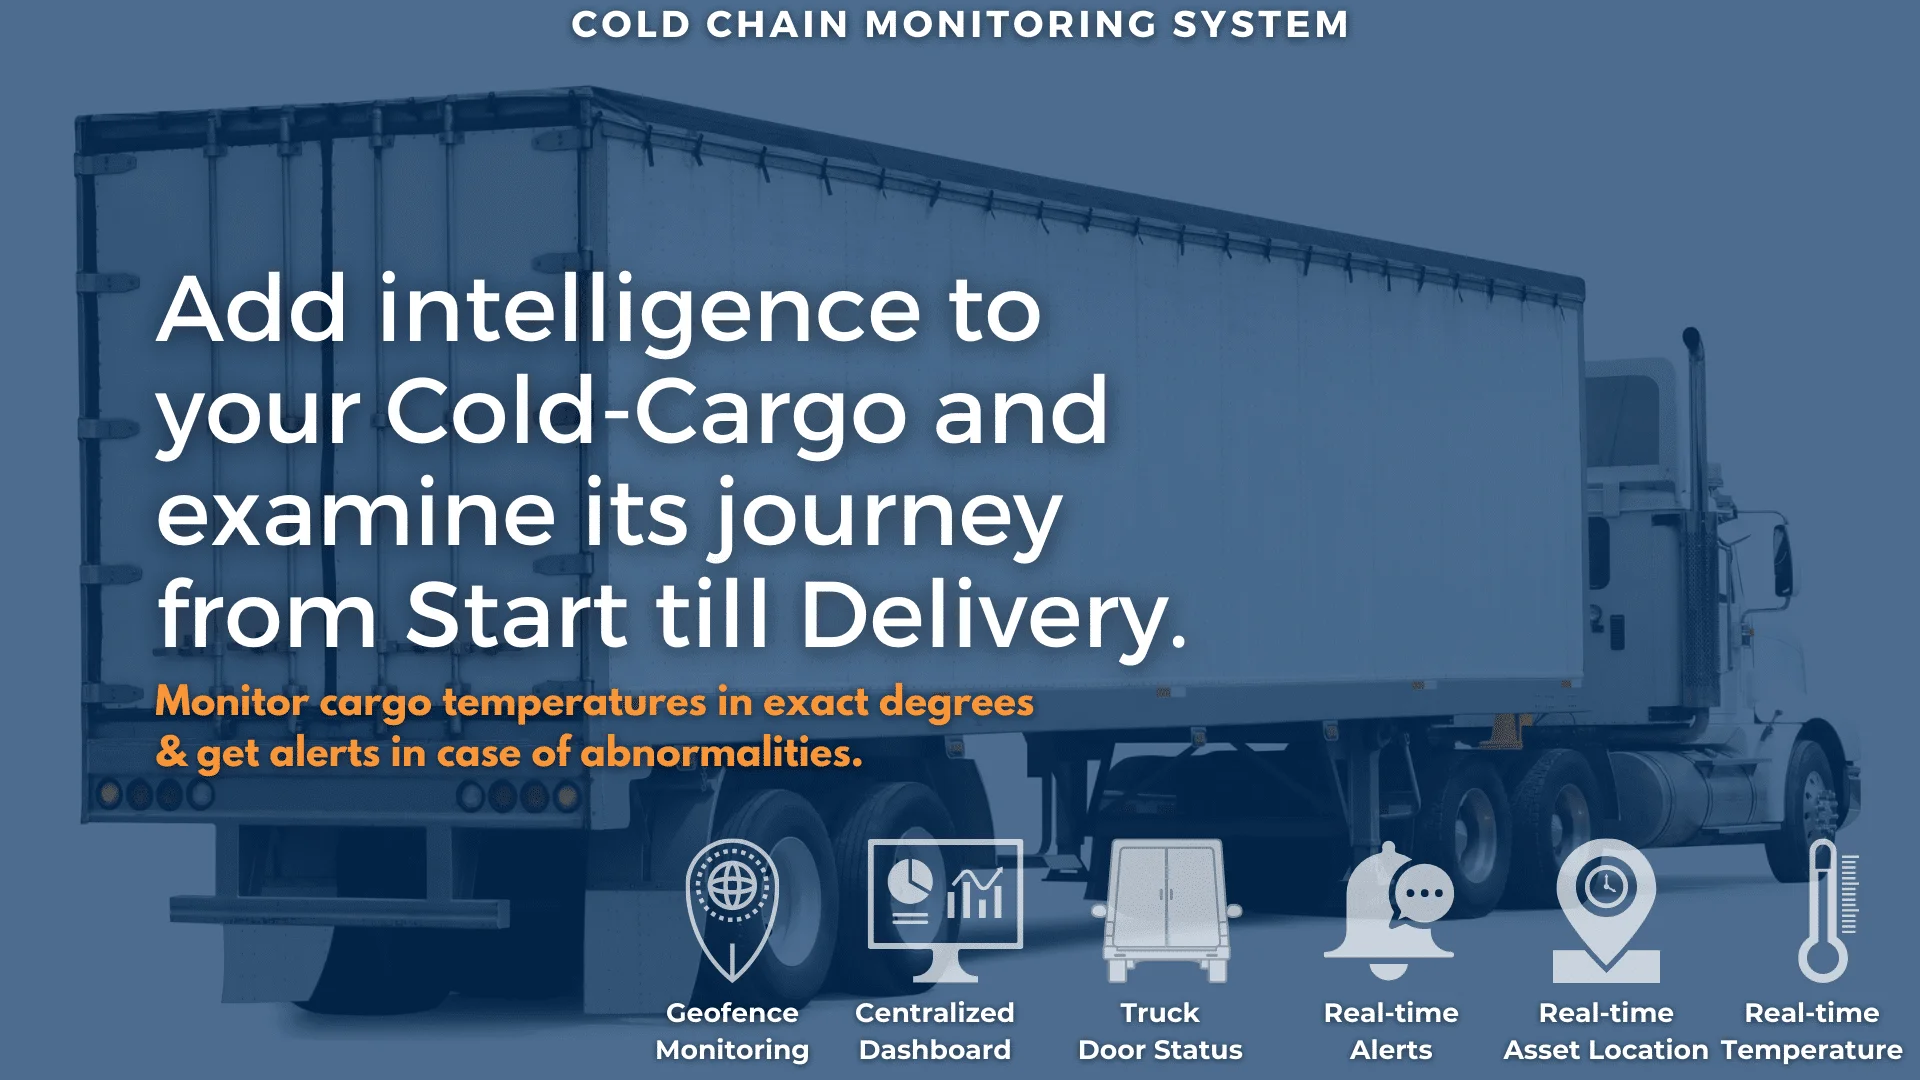 COLD CHAIN MONITORING SYSTEM
Add intelligence to
your Cold-Cargo and
examine its journey
from Start till Delivery.
Monitor cargo temperatures in exact degrees
& get alerts in case of abnormalities.
Geofence
Monitoring
Centralized
Dashboard
Truck
Door Status
Real-time
Alerts
Real-time
Asset Location
Real-time
Temperature